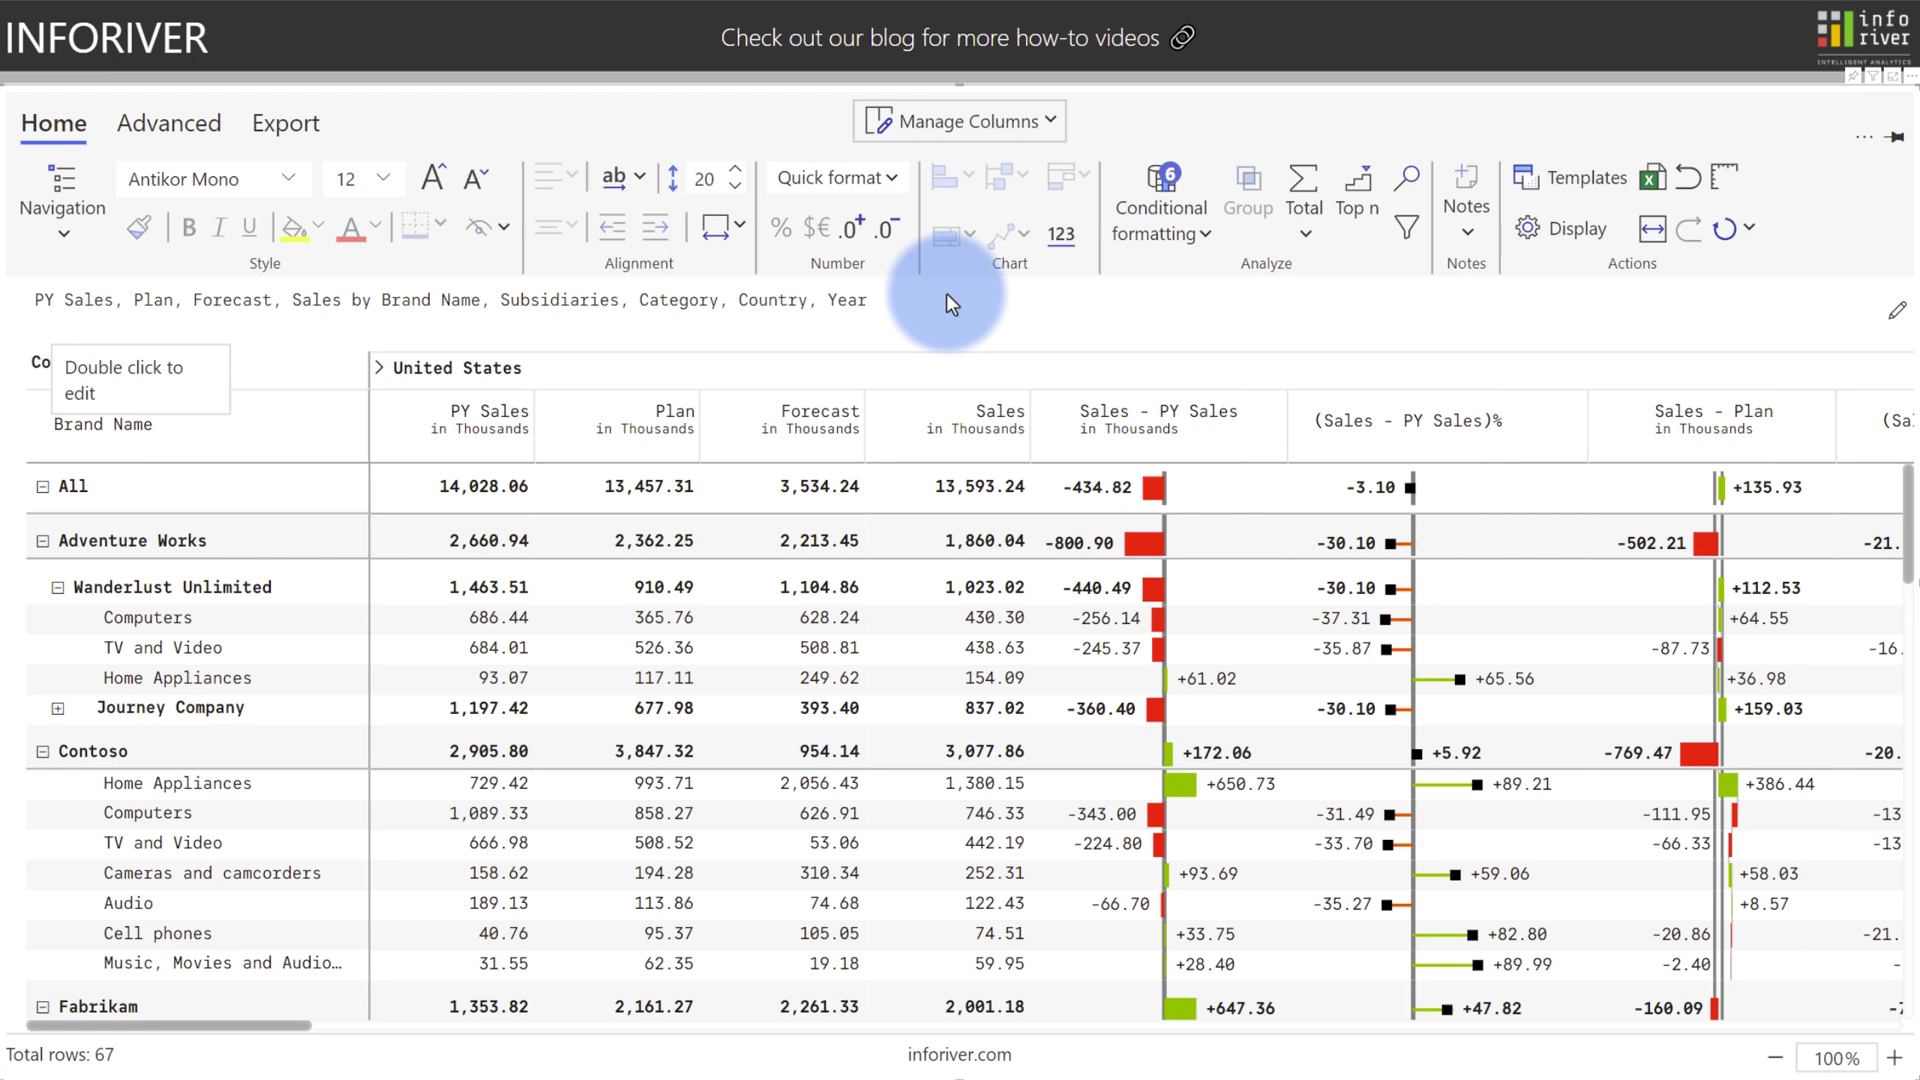 INFORIVER
Check out our blog for more how-to videos
info
river
INTELLIGENT ANALYTICS
Home Advanced Export
Manage Columns
Navigation
Antikor Mono 12
Style
ab 20
Alignment
Quick format
% $€ .0+ .0-
Number
123
Chart
6
Conditional
formatting
Group
Total
Top n
Analyze
Notes
Notes
Templates
Display
Actions
PY Sales, Plan, Forecast, Sales by Brand Name, Subsidiaries, Category, Country, Year
Co
Double click to
edit
Brand Name
United States
PY Sales in Thousands Plan in Thousands Forecast in Thousands Sales in Thousands Sales - PY Sales in Thousands (Sales - PY Sales)% Sales - Plan in Thousands (Sa
All 14,028.06 13,457.31 3,534.24 13,593.24 -434.82 -3.10 +135.93
Adventure Works 2,660.94 2,362.25 2,213.45 1,860.04 -800.90 -30.10 -502.21 -21.
Wanderlust Unlimited 1,463.51 910.49 1,104.86 1,023.02 -440.49 -30.10 +112.53
Computers 686.44 365.76 628.24 430.30 -256.14 -37.31 +64.55
TV and Video 684.01 526.36 508.81 438.63 -245.37 -35.87 -87.73 -16.
Home Appliances 93.07 117.11 249.62 154.09 +61.02 +65.56 +36.98
Journey Company 1,197.42 677.98 393.40 837.02 -360.40 -30.10 +159.03
Contoso 2,905.80 3,847.32 954.14 3,077.86 +172.06 +5.92 -769.47 -20.
Home Appliances 729.42 993.71 2,056.43 1,380.15 +650.73 +89.21 +386.44
Computers 1,089.33 858.27 626.91 746.33 -343.00 -31.49 -111.95 -13
TV and Video 666.98 508.52 53.06 442.19 -224.80 -33.70 -66.33 -13
Cameras and camcorders 158.62 194.28 310.34 252.31 +93.69 +59.06 +58.03
Audio 189.13 113.86 74.68 122.43 -66.70 -35.27 +8.57
Cell phones 40.76 95.37 105.05 74.51 +33.75 +82.80 -20.86 -21.
Music, Movies and Audio… 31.55 62.35 19.18 59.95 +28.40 +89.99 -2.40 -
Fabrikam 1,353.82 2,161.27 2,261.33 2,001.18 +647.36 +47.82 -160.09
Total rows: 67
inforiver.com
100%